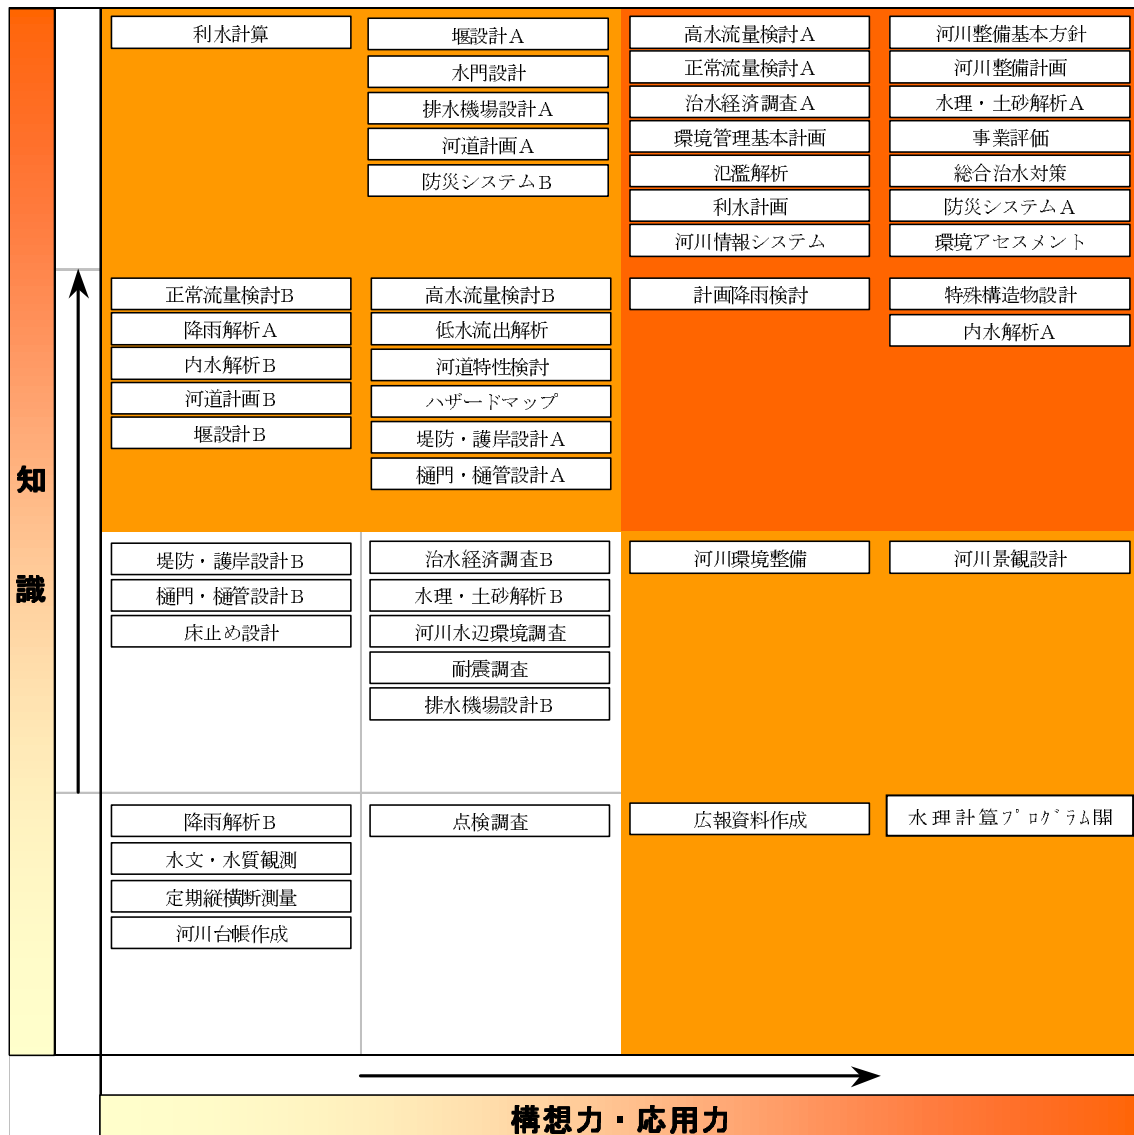 利水計算
堰設計A
水門設計
排水機場設計A
河道計画A
防災システムB
高水流量検討A
正常流量検討A
治水経済調査A
環境管理基本計画
氾濫解析
利水計画
河川情報システム
河川整備基本方針
河川整備計画
水理・土砂解析A
事業評価
総合治水対策
防災システムA
環境アセスメント
正常流量検討B
降雨解析A
内水解析B
河道計画B
堰設計B
高水流量検討B
低水流出解析
河道特性検討
ハザードマップ
堤防・護岸設計A
樋門・樋管設計A
計画降雨検討
特殊構造物設計
内水解析A
知識
堤防・護岸設計B
樋門・樋管設計B
床止め設計
治水経済調査B
水理・土砂解析B
河川水辺環境調査
耐震調査
排水機場設計B
河川環境整備
河川景観設計
降雨解析B
水文・水質観測
定期縦横断測量
河川台帳作成
点検調査
広報資料作成
水理計算ﾌﾟﾛｸﾞﾗﾑ開
構想力・応用力